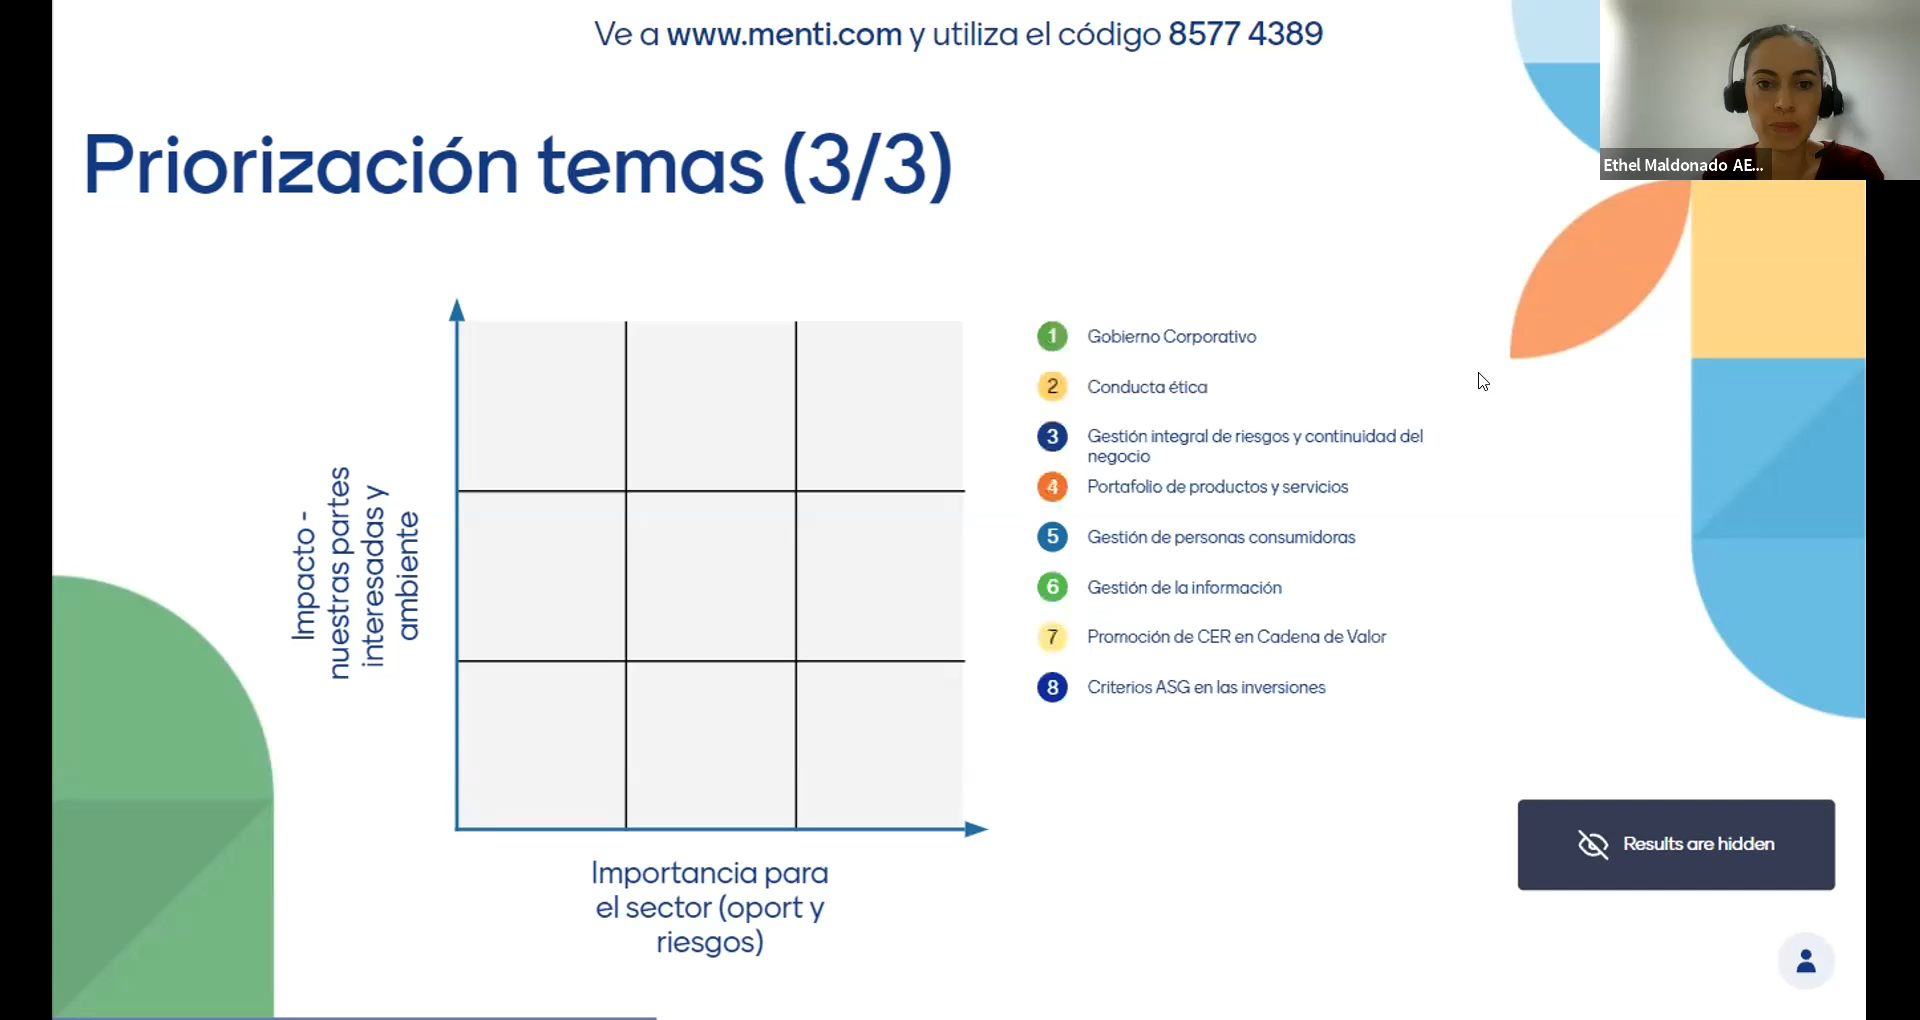 Ve a www.menti.com y utiliza el código 8577 4389
Ethel Maldonado AE...
Priorización temas (3/3)
Impacto -
nuestras partes
interesadas y
ambiente
Importancia para
el sector (oport y
riesgos)
1 Gobierno Corporativo
2 Conducta ética
3 Gestión integral de riesgos y continuidad del
negocio
4 Portafolio de productos y servicios
5 Gestión de personas consumidoras
6 Gestión de la información
7 Promoción de CER en Cadena de Valor
8 Criterios ASG en las inversiones
Results are hidden